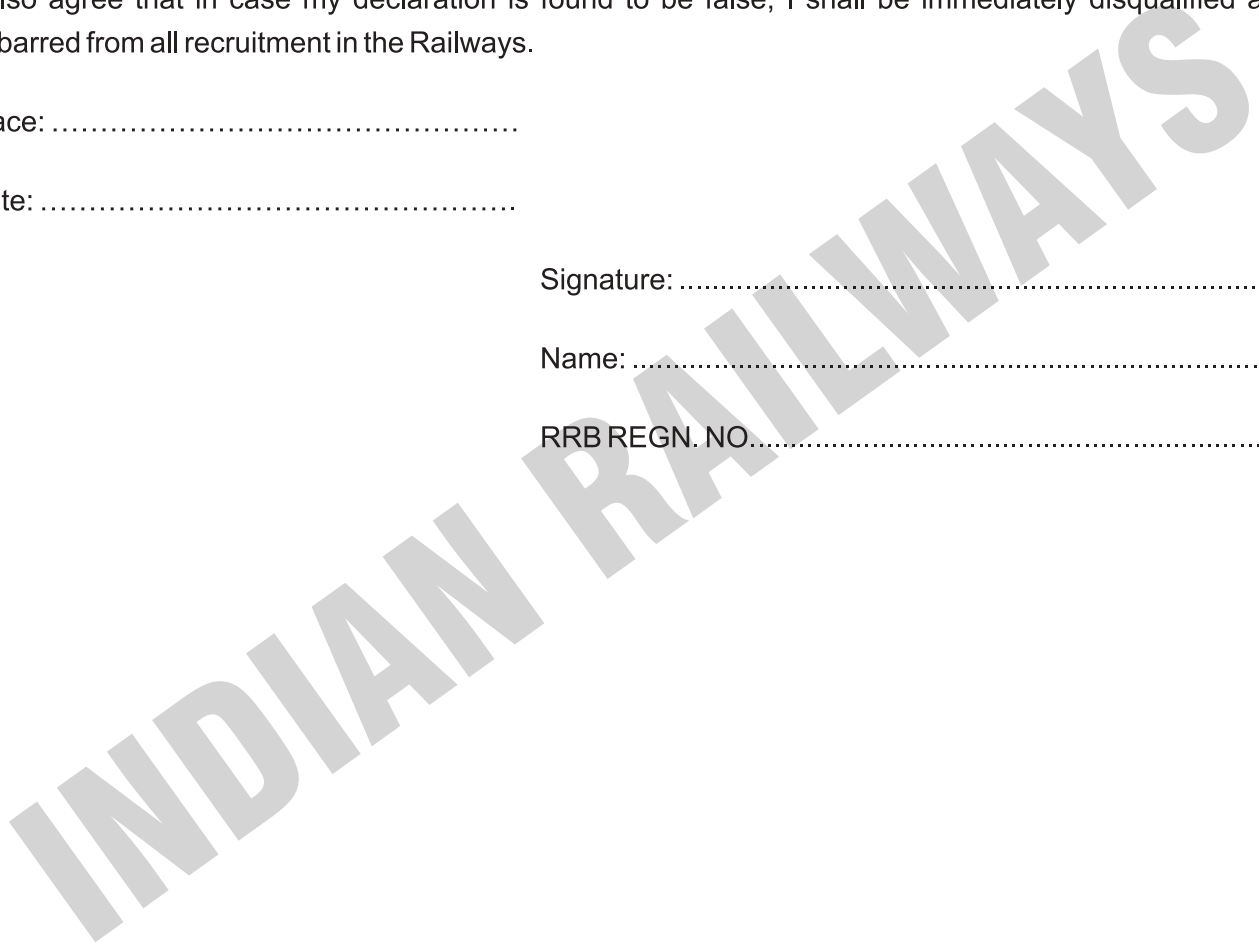 lso agree that in case my declaration is found to be false, I shall be immediately disqualified a
barred from all recruitment in the Railways.
ace: ................................................
te: .................................................
Signature: ......................................................................
Name: ............................................................................
RRB REGN. NO...............................................................
INDIAN RAILWAYS